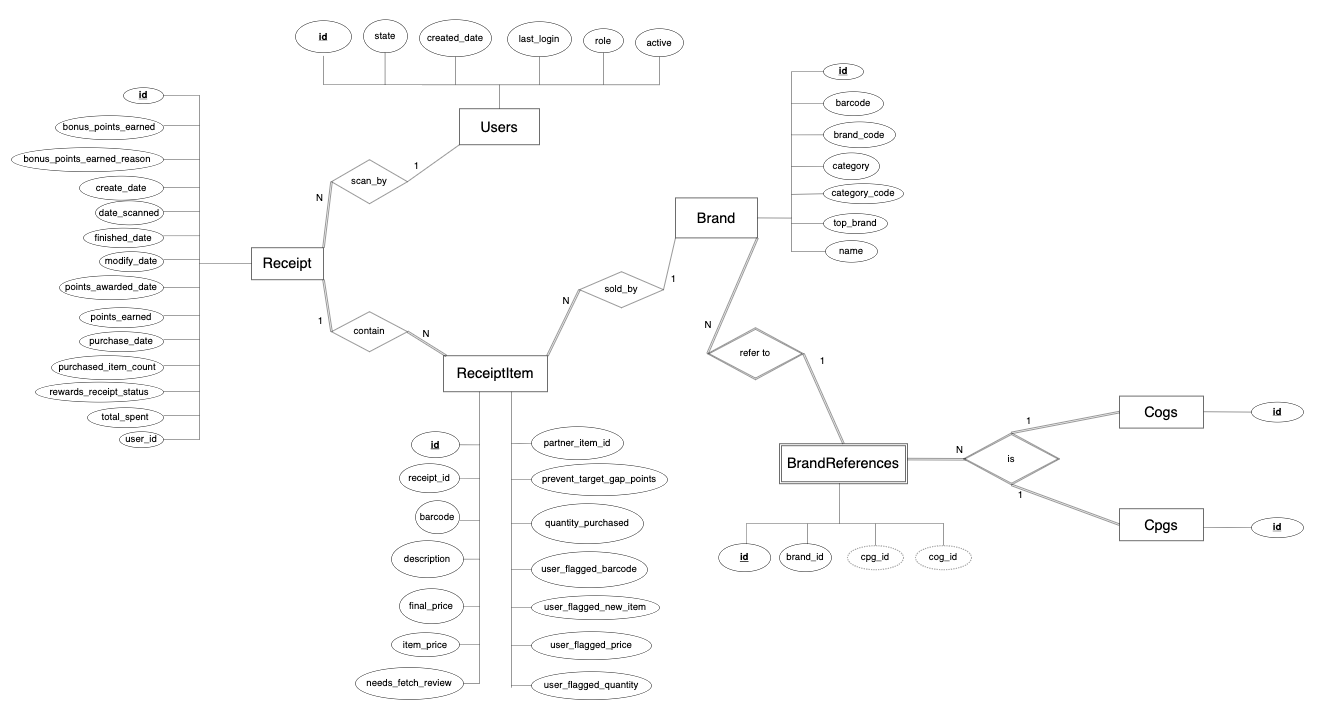 id
state
created_date
last_login
role
active
Users
id
bonus_points_earned
bonus_points_earned_reason
create_date
date_scanned
finished_date
modify_date
points_awarded_date
points_earned
purchase_date
purchased_item_count
rewards_receipt_status
total_spent
user_id
Receipt
scan_by
1
N
contain
1
N
ReceiptItem
id
receipt_id
barcode
description
final_price
item_price
needs_fetch_review
partner_item_id
prevent_target_gap_points
quantity_purchased
user_flagged_barcode
user_flagged_new_item
user_flagged_price
user_flagged_quantity
sold_by
N
1
Brand
id
barcode
brand_code
category
category_code
top_brand
name
N
refer to
1
BrandReferences
id
brand_id
cpg_id
cog_id
N
is
1
1
Cogs
id
Cpgs
id